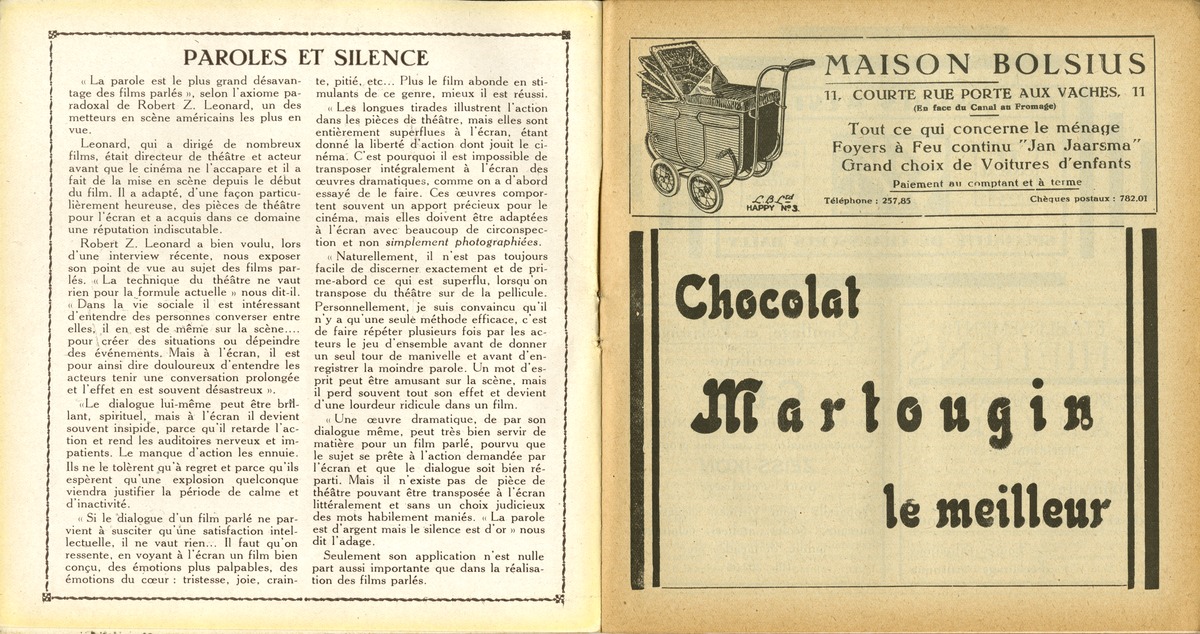 PAROLES ET SILENCE
« La parole est le plus grand désavan-
tage des films parlés », selon l'axiome pa-
radoxal de Robert Z. Leonard, un des
metteurs en scène américains les plus en
vue.
Leonard, qui a dirigé de nombreux
films, était directeur de théâtre et acteur
avant que le cinéma ne l'accapare et il a
fait de la mise en scène depuis le début
du film. Il a adapté, d'une façon particu-
lièrement heureuse, des pièces de théâtre
pour l'écran et a acquis dans ce domaine
une réputation indiscutable.
Robert Z. Leonard a bien voulu, lors
d'une interview récente, nous exposer
son point de vue au sujet des films par-
lés. « La technique du théâtre ne vaut
rien pour la formule actuelle » nous dit-il.
« Dans la vie sociale il est intéressant
d'entendre des personnes converser entre
elles, il en est de même sur la scène....
pour créer des situations ou dépeindre
des événements. Mais à l'écran, il est
pour ainsi dire douloureux d'entendre les
acteurs tenir une conversation prolongée
et l'effet en est souvent désastreux ».
«Le dialogue lui-même peut être bril-
lant, spirituel, mais à l'écran il devient
souvent insipide, parce qu'il retarde l'ac-
tion et rend les auditoires nerveux et im-
patients. Le manque d'action les ennuie.
Ils ne le tolèrent qu'à regret et parce qu'ils
espèrent qu'une explosion quelconque
viendra justifier la période de calme et
d'inactivité.
« Si le dialogue d'un film parlé ne par-
vient à susciter qu'une satisfaction intel-
lectuelle, il ne vaut rien... Il faut qu'on
ressente, en voyant à l'écran un film bien
conçu, des émotions plus palpables, des
émotions du cœur : tristesse, joie, crain-
te, pitié, etc... Plus le film abonde en sti-
mulants de ce genre, mieux il est réussi.
« Les longues tirades illustrent l'action
dans les pièces de théâtre, mais elles sont
entièrement superflues à l'écran, étant
donné la liberté d'action dont jouit le ci-
néma. C'est pourquoi il est impossible de
transposer intégralement à l'écran des
œuvres dramatiques, comme on a d'abord
essayé de le faire. Ces œuvres compor-
tent souvent un apport précieux pour le
cinéma, mais elles doivent être adaptées
à l'écran avec beaucoup de circonspec-
tion et non simplement photographiées.
« Naturellement, il n'est pas toujours
facile de discerner exactement et de pri-
me-abord ce qui est superflu, lorsqu'on
transpose du théâtre sur de la pellicule.
Personnellement, je suis convaincu qu'il
n'y a qu'une seule méthode efficace, c'est
de faire répéter plusieurs fois par les ac-
teurs le jeu d'ensemble avant de donner
un seul tour de manivelle et avant d'en-
registrer la moindre parole. Un mot d'es-
prit peut être amusant sur la scène, mais
il perd souvent tout son effet et devient
d'une lourdeur ridicule dans un film.
« Une œuvre dramatique, de par son
dialogue même, peut très bien servir de
matière pour un film parlé, pourvu que
le sujet se prête à l'action demandée par
l'écran et que le dialogue soit bien ré-
parti. Mais il n'existe pas de pièce de
théâtre pouvant être transposée à l'écran
littéralement et sans un choix judicieux
des mots habilement maniés. « La parole
est d'argent mais le silence est d'or » nous
dit l'adage.
Seulement son application n'est nulle
part aussi importante que dans la réalisa-
tion des films parlés.
MAISON BOLSIUS
11, COURTE RUE PORTE AUX VACHES, 11
(En face du Canal au Fromage)
Tout ce qui concerne le ménage
Foyers à Feu continu "Jan Jaarsma"
Grand choix de Voitures d'enfants
Paiement au comptant et à terme
Téléphone : 257,85 Chèques postaux : 782,01
L.B. Ltd
HAPPY Nº 3.
Chocolat
Martougin
le meilleur